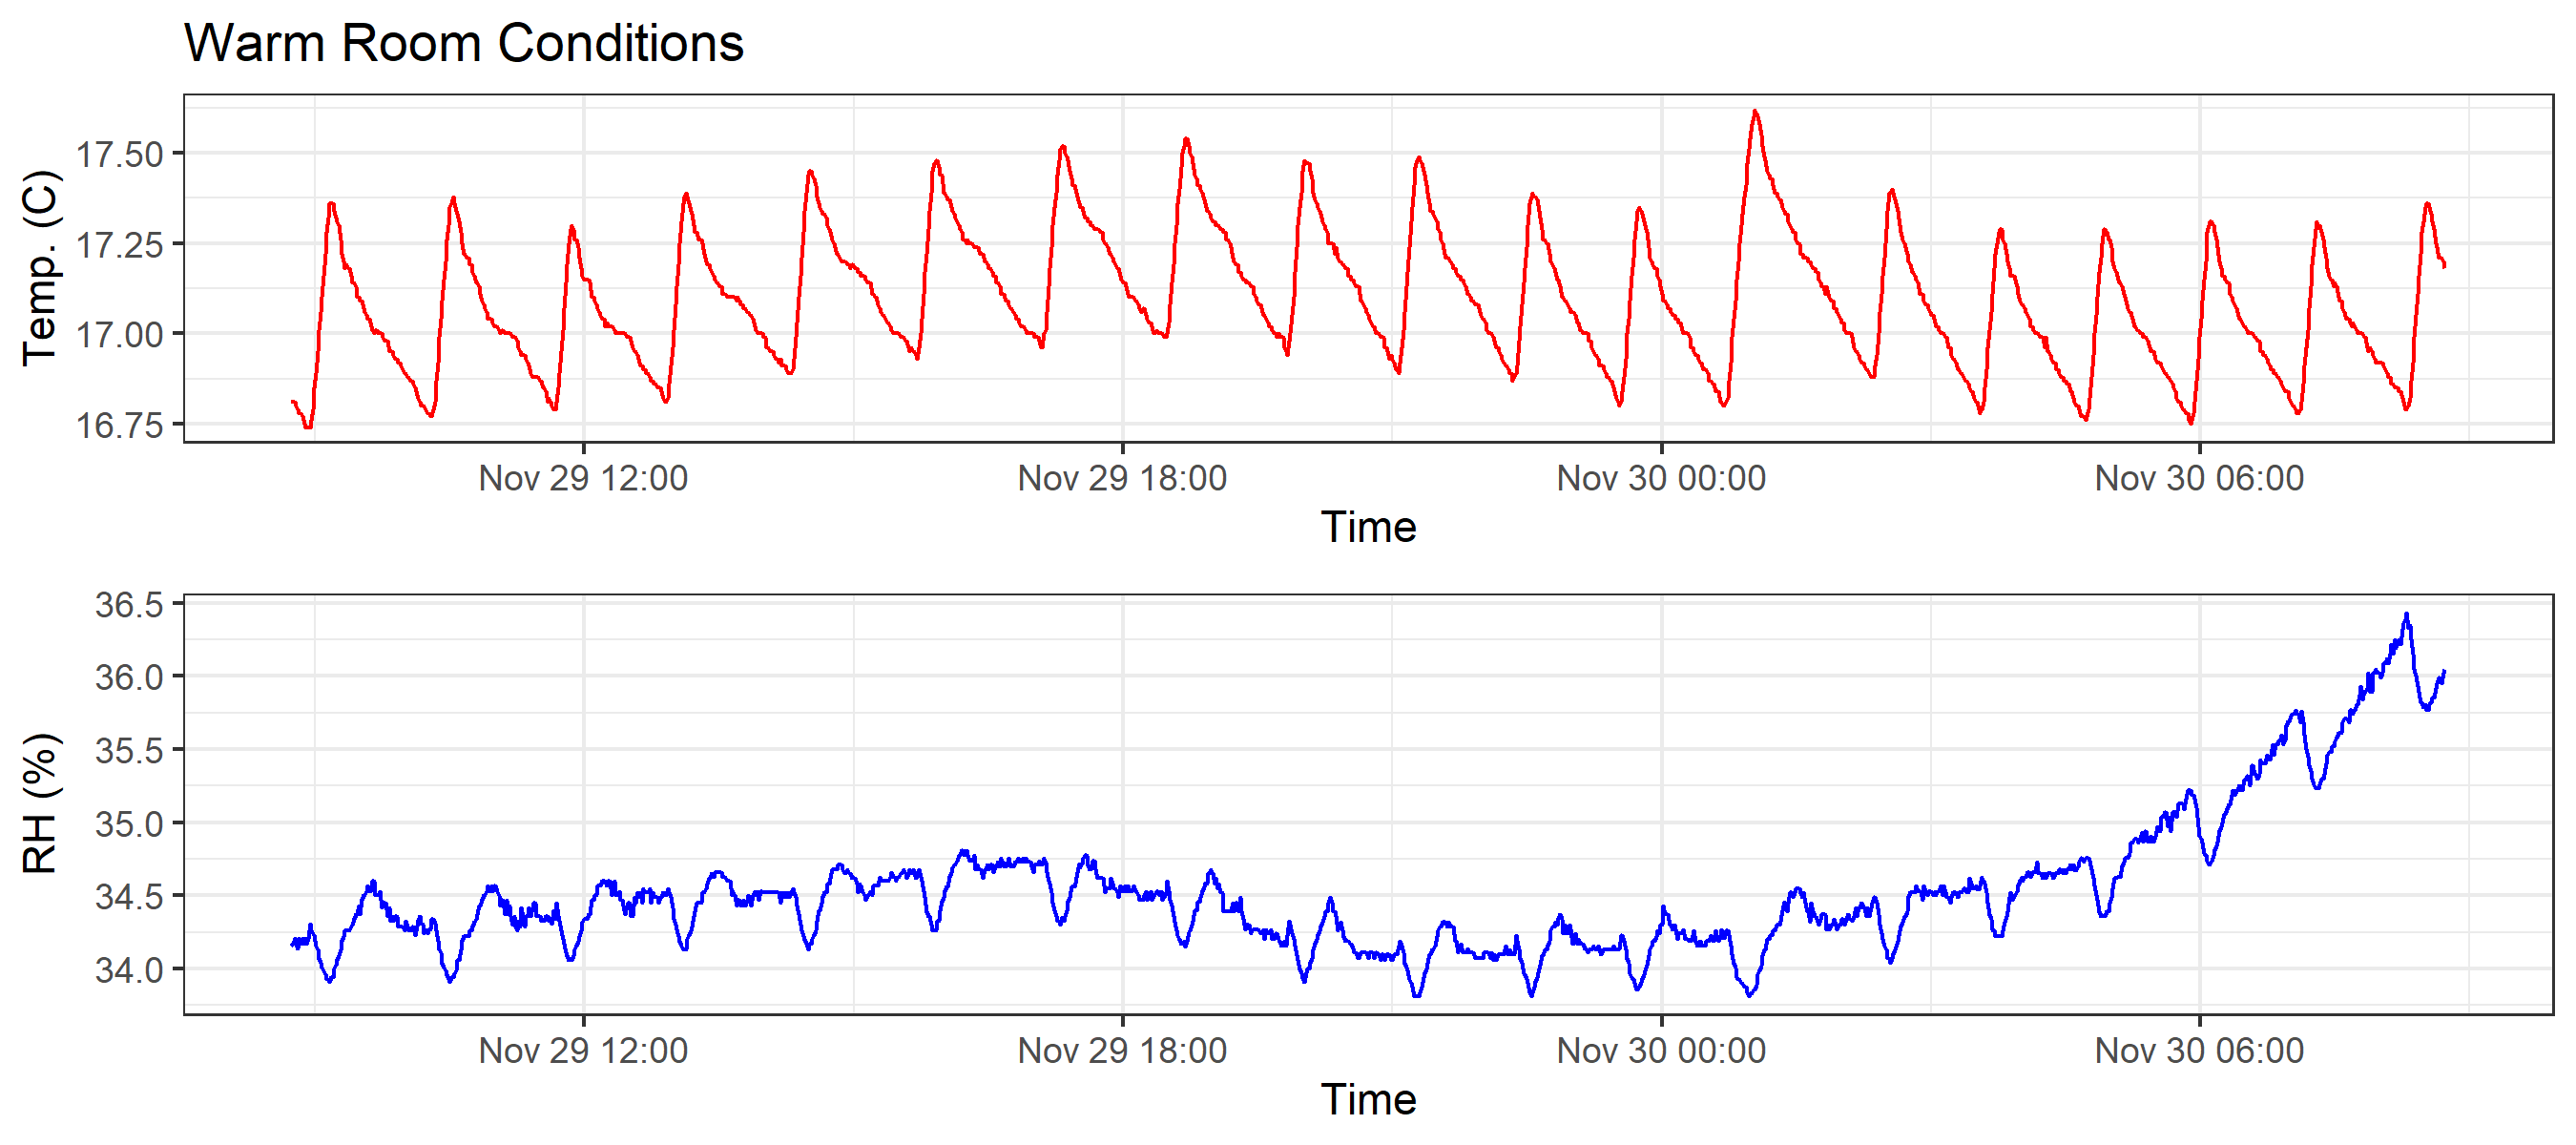 Warm Room Conditions
Temp. (C)
17.50
17.25
17.00
16.75
Nov 29 12:00 Nov 29 18:00 Nov 30 00:00 Nov 30 06:00
Time
RH (%)
36.5
36.0
35.5
35.0
34.5
34.0
Nov 29 12:00 Nov 29 18:00 Nov 30 00:00 Nov 30 06:00
Time